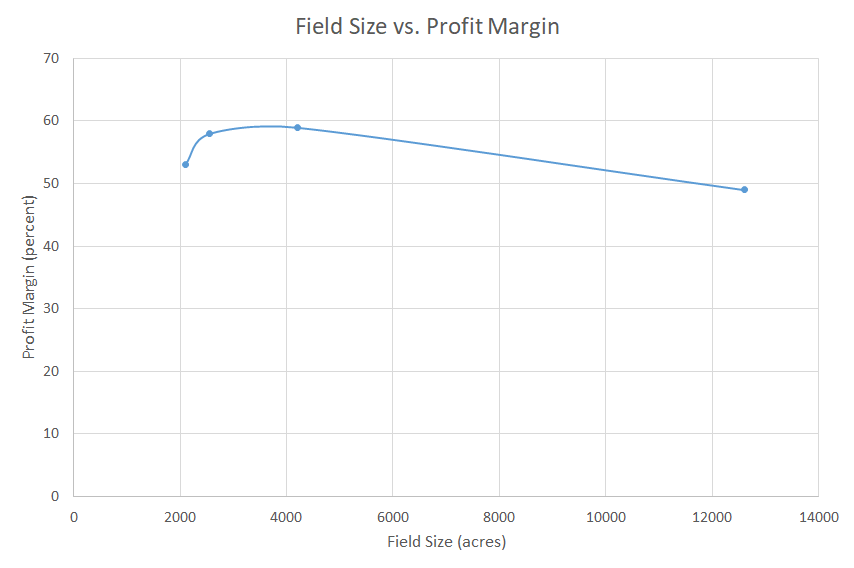 Field Size vs. Profit Margin
70
60
50
40
30
20
10
0
Profit Margin (percent)
0 2000 4000 6000 8000 10000 12000 14000
Field Size (acres)